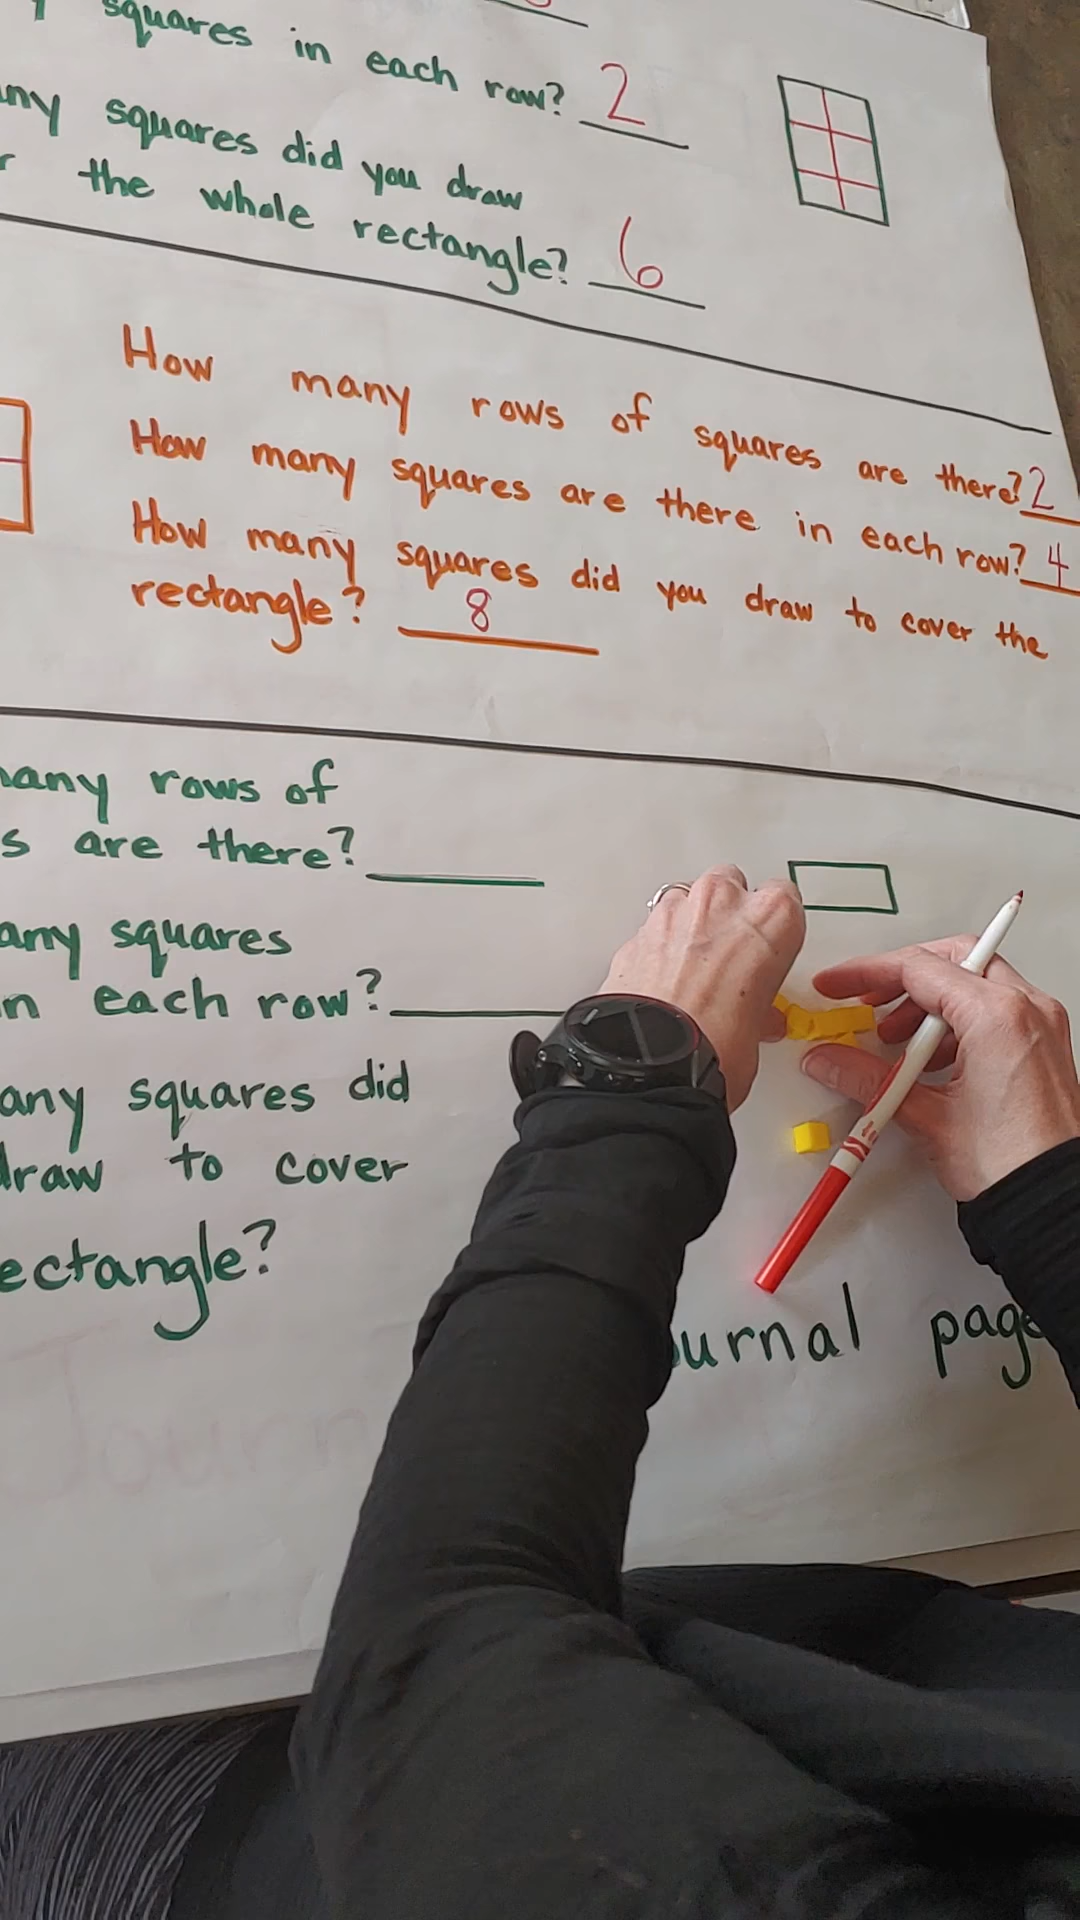 squares in each row? 2
squares did you draw
the whole rectangle? 6
How many rows of squares are there? 2
How many squares are there in each row? 4
How many squares did you draw to cover the
rectangle? 8
any rows of
s are there?
any squares
n each row?
any squares did
draw to cover
ectangle?
urnal page
Journ